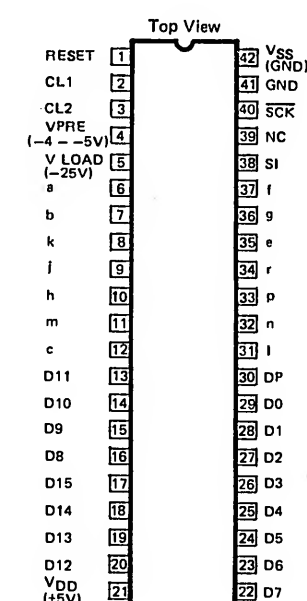 Top View
RESET 1
CL1 2
CL2 3
VPRE
(-4 - -5V) 4
V LOAD
(-25V) 5
a 6
b 7
k 8
j 9
h 10
m 11
c 12
D11 13
D10 14
D9 15
D8 16
D15 17
D14 18
D13 19
D12 20
VDD
(+5V) 21
42 VSS
(GND)
41 GND
40 SCK
39 NC
38 SI
37 f
36 g
35 e
34 r
33 p
32 n
31 l
30 DP
29 D0
28 D1
27 D2
26 D3
25 D4
24 D5
23 D6
22 D7